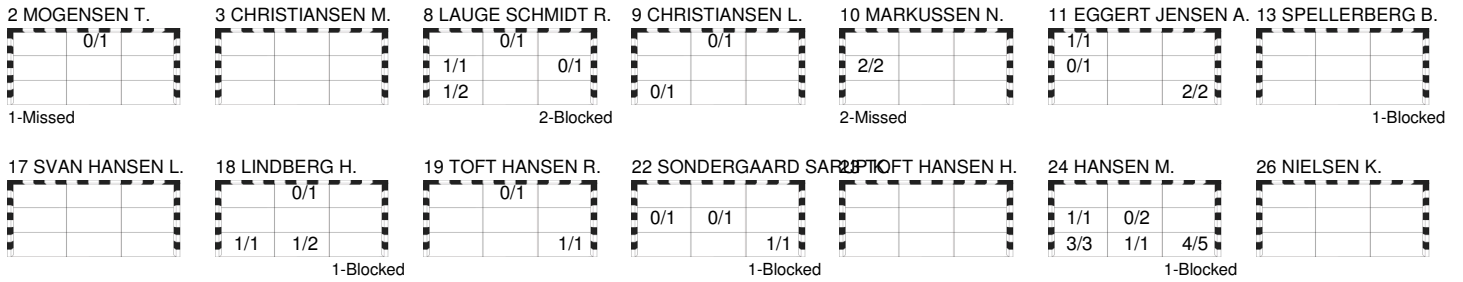 2 MOGENSEN T. 3 CHRISTIANSEN M. 8 LAUGE SCHMIDT R. 9 CHRISTIANSEN L. 10 MARKUSSEN N. 11 EGGERT JENSEN A. 13 SPELLERBERG B.
0/1 0/1 0/1 1/1
1/1 0/1 2/2 0/1
1/2 0/1 2/2
1-Missed 2-Blocked 2-Missed 1-Blocked
17 SVAN HANSEN L. 18 LINDBERG H. 19 TOFT HANSEN R. 22 SONDERGAARD SARUP K. 23 TOFT HANSEN H. 24 HANSEN M. 26 NIELSEN K.
0/1 0/1
0/1 0/1 1/1 0/2
1/1 1/2 1/1 1/1 3/3 1/1 4/5
1-Blocked 1-Blocked 1-Blocked